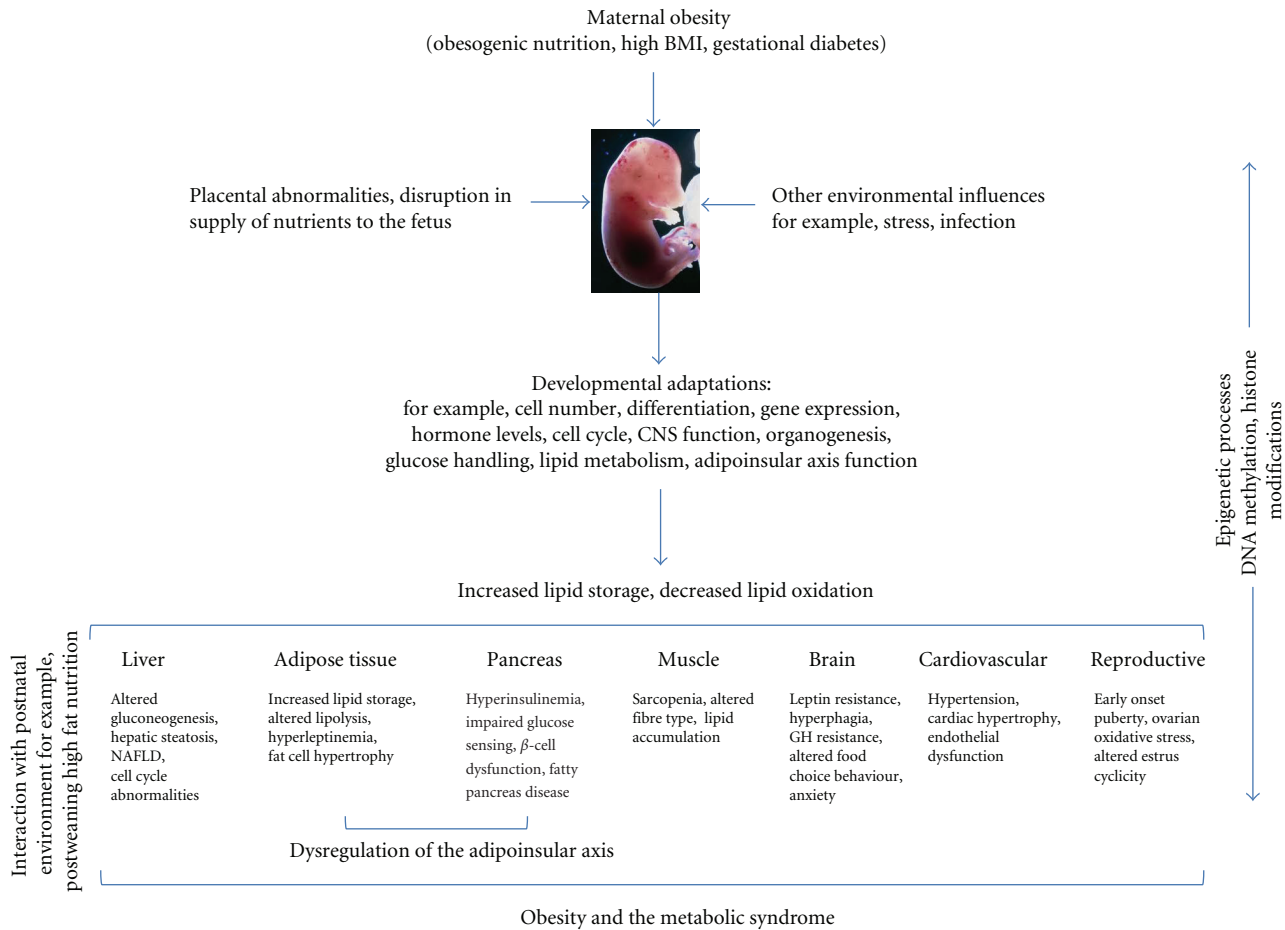 Maternal obesity
(obesogenic nutrition, high BMI, gestational diabetes)
Placental abnormalities, disruption in
supply of nutrients to the fetus
Other environmental influences
for example, stress, infection
Developmental adaptations:
for example, cell number, differentiation, gene expression,
hormone levels, cell cycle, CNS function, organogenesis,
glucose handling, lipid metabolism, adipoinsular axis function
Epigenetic processes
DNA methylation, histone
modifications
Increased lipid storage, decreased lipid oxidation
Interaction with postnatal
environment for example,
postweaning high fat nutrition
Liver
Altered
gluconeogenesis,
hepatic steatosis,
NAFLD,
cell cycle
abnormalities
Adipose tissue
Increased lipid storage,
altered lipolysis,
hyperleptinemia,
fat cell hypertrophy
Pancreas
Hyperinsulinemia,
impaired glucose
sensing, β-cell
dysfunction, fatty
pancreas disease
Muscle
Sarcopenia, altered
fibre type, lipid
accumulation
Brain
Leptin resistance,
hyperphagia,
GH resistance,
altered food
choice behaviour,
anxiety
Cardiovascular
Hypertension,
cardiac hypertrophy,
endothelial
dysfunction
Reproductive
Early onset
puberty, ovarian
oxidative stress,
altered estrus
cyclicity
Dysregulation of the adipoinsular axis
Obesity and the metabolic syndrome